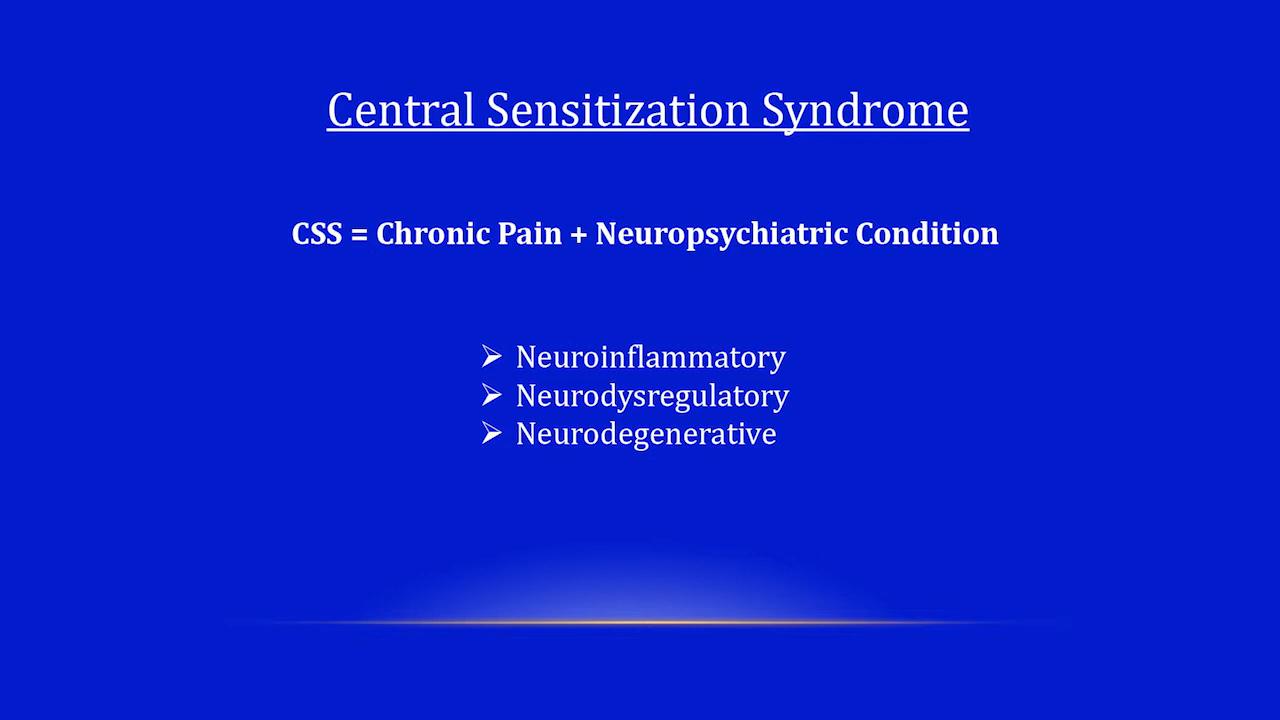 Central Sensitization Syndrome
CSS = Chronic Pain + Neuropsychiatric Condition
➢ Neuroinflammatory
➢ Neurodysregulatory
➢ Neurodegenerative